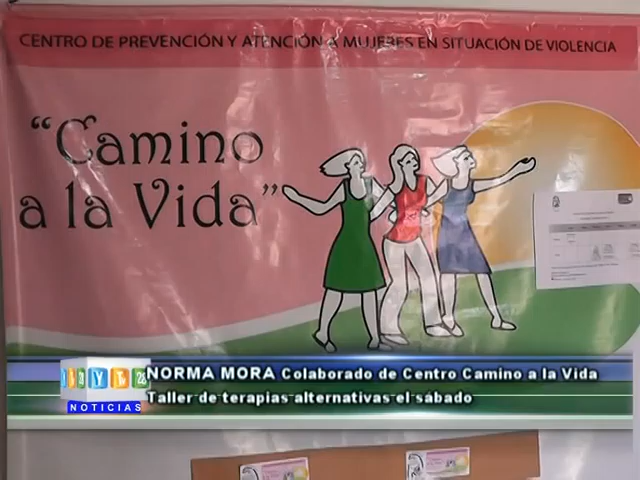 CENTRO DE PREVENCIÓN Y ATENCIÓN A MUJERES EN SITUACIÓN DE VIOLENCIA
"Camino
a la Vida"
NORMA MORA Colaborado de Centro Camino a la Vida
Taller de terapias alternativas el sábado
NOTICIAS